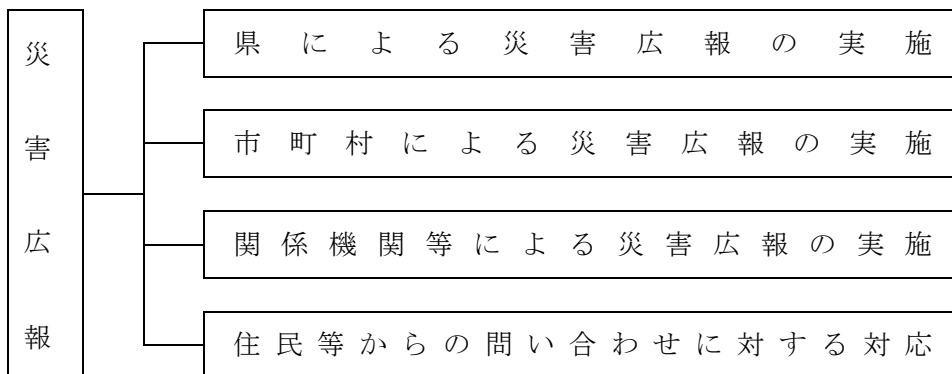 災害広報
県による災害広報の実施
市町村による災害広報の実施
関係機関等による災害広報の実施
住民等からの問い合わせに対する対応